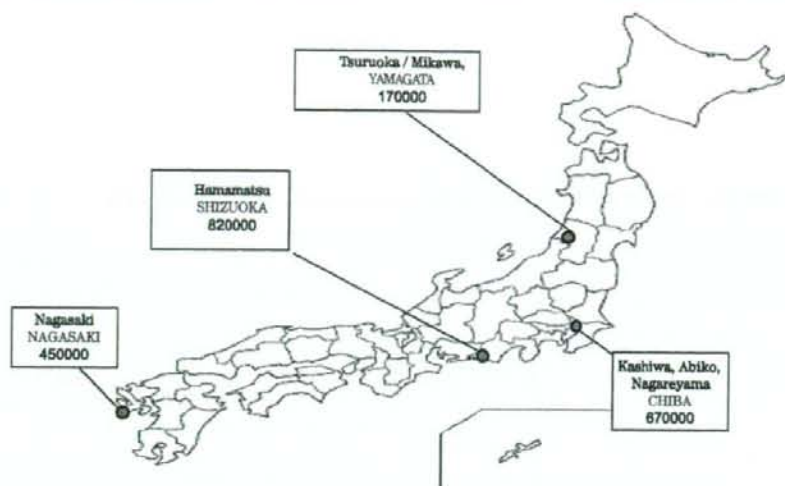 Tsuruoka / Mikawa,
YAMAGATA
170000
Hamamatsu
SHIZUOKA
820000
Nagasaki
NAGASAKI
450000
Kashiwa, Abiko,
Nagareyama
CHIBA
670000